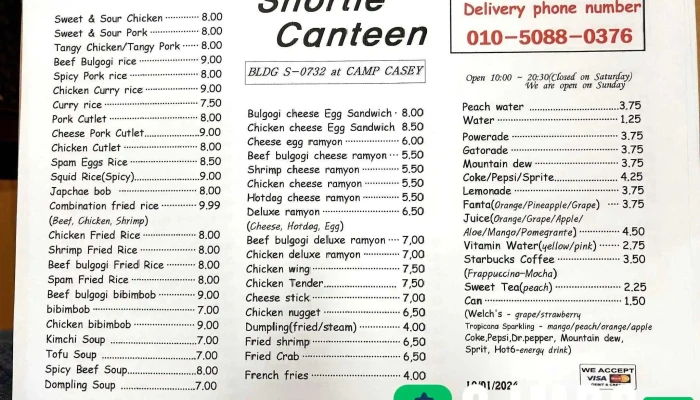 Sweet & Sour Chicken 8.00
Sweet & Sour Pork 8.00
Tangy Chicken/Tangy Pork 8.00
Beef Bulgogi rice 9.00
Spicy Pork rice 8.00
Chicken Curry rice 9.00
Curry rice 7.50
Pork Cutlet 8.00
Cheese Pork Cutlet 9.00
Chicken Cutlet 8.00
Spam Eggs Rice 8.50
Squid Rice(Spicy) 9.00
Japchae bob 8.00
Combination fried rice 9.99
(Beef, Chicken, Shrimp)
Chicken Fried Rice 8.00
Shrimp Fried Rice 8.00
Beef bulgogi Fried Rice 8.00
Spam Fried Rice 8.00
Beef bulgogi bibimbob 9.00
bibimbob 7.00
Chicken bibimbob 9.00
Kimchi Soup 7.00
Tofu Soup 7.00
Spicy Beef Soup 8.00
Dompling Soup 7.00
Shortie
Canteen
BLDG S-0732 at CAMP CASEY
Bulgogi cheese Egg Sandwich 8.00
Chicken cheese Egg Sandwich 8.50
Cheese egg ramyon 6.00
Beef bulgogi cheese ramyon 5.50
Shrimp cheese ramyon 5.50
Chicken cheese ramyon 5.50
Hotdog cheese ramyon 5.50
Deluxe ramyon 6.50
(Cheese, Hotdog, Egg)
Beef bulgogi deluxe ramyon 7,00
Chicken deluxe ramyon 7.00
Chicken wing 7,50
Chicken Tender 7,50
Cheese stick 7,00
Chicken nugget 6,50
Dumpling(fried/steam) 4.00
Fried shrimp 6,50
Fried Crab 6,50
French fries 4.00
Delivery phone number
010-5088-0376
Open 10:00 ~ 20:30(Closed on Saturday)
We are open on Sunday
Peach water 3.75
Water 1.25
Powerade 3.75
Gatorade 3.75
Mountain dew 3.75
Coke/Pepsi/Sprite 4.25
Lemonade 3.75
Fanta(Orange/Pineapple/Grape) 3.75
Juice(Orange/Grape/Apple/
Aloe/Mango/Pomegrante) 4.50
Vitamin Water(yellow/pink) 2.75
Starbucks Coffee 3.50
(Frappuccino-Mocha)
Sweet Tea(peach) 2.25
Can 1.50
(Welch's - grape/strawberry
Tropicana Sparkling - mango/peach/orange/apple
Coke,Pepsi,Dr.pepper, Mountain dew,
Sprit, Hot6-energy drink)
WE ACCEPT
VISA